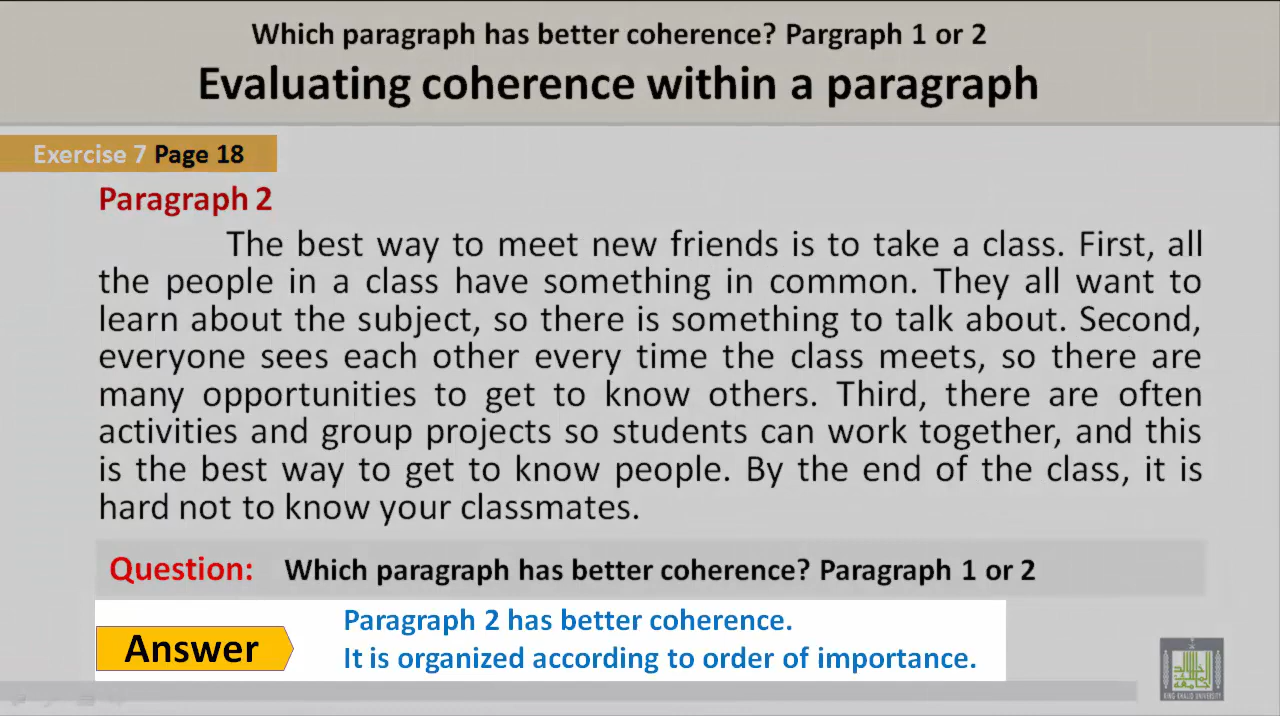 Which paragraph has better coherence? Pargraph 1 or 2
Evaluating coherence within a paragraph
Exercise 7 Page 18
Paragraph 2
The best way to meet new friends is to take a class. First, all
the people in a class have something in common. They all want to
learn about the subject, so there is something to talk about. Second,
everyone sees each other every time the class meets, so there are
many opportunities to get to know others. Third, there are often
activities and group projects so students can work together, and this
is the best way to get to know people. By the end of the class, it is
hard not to know your classmates.
Question: Which paragraph has better coherence? Paragraph 1 or 2
Answer
Paragraph 2 has better coherence.
It is organized according to order of importance.
KING KHALID UNIVERSITY